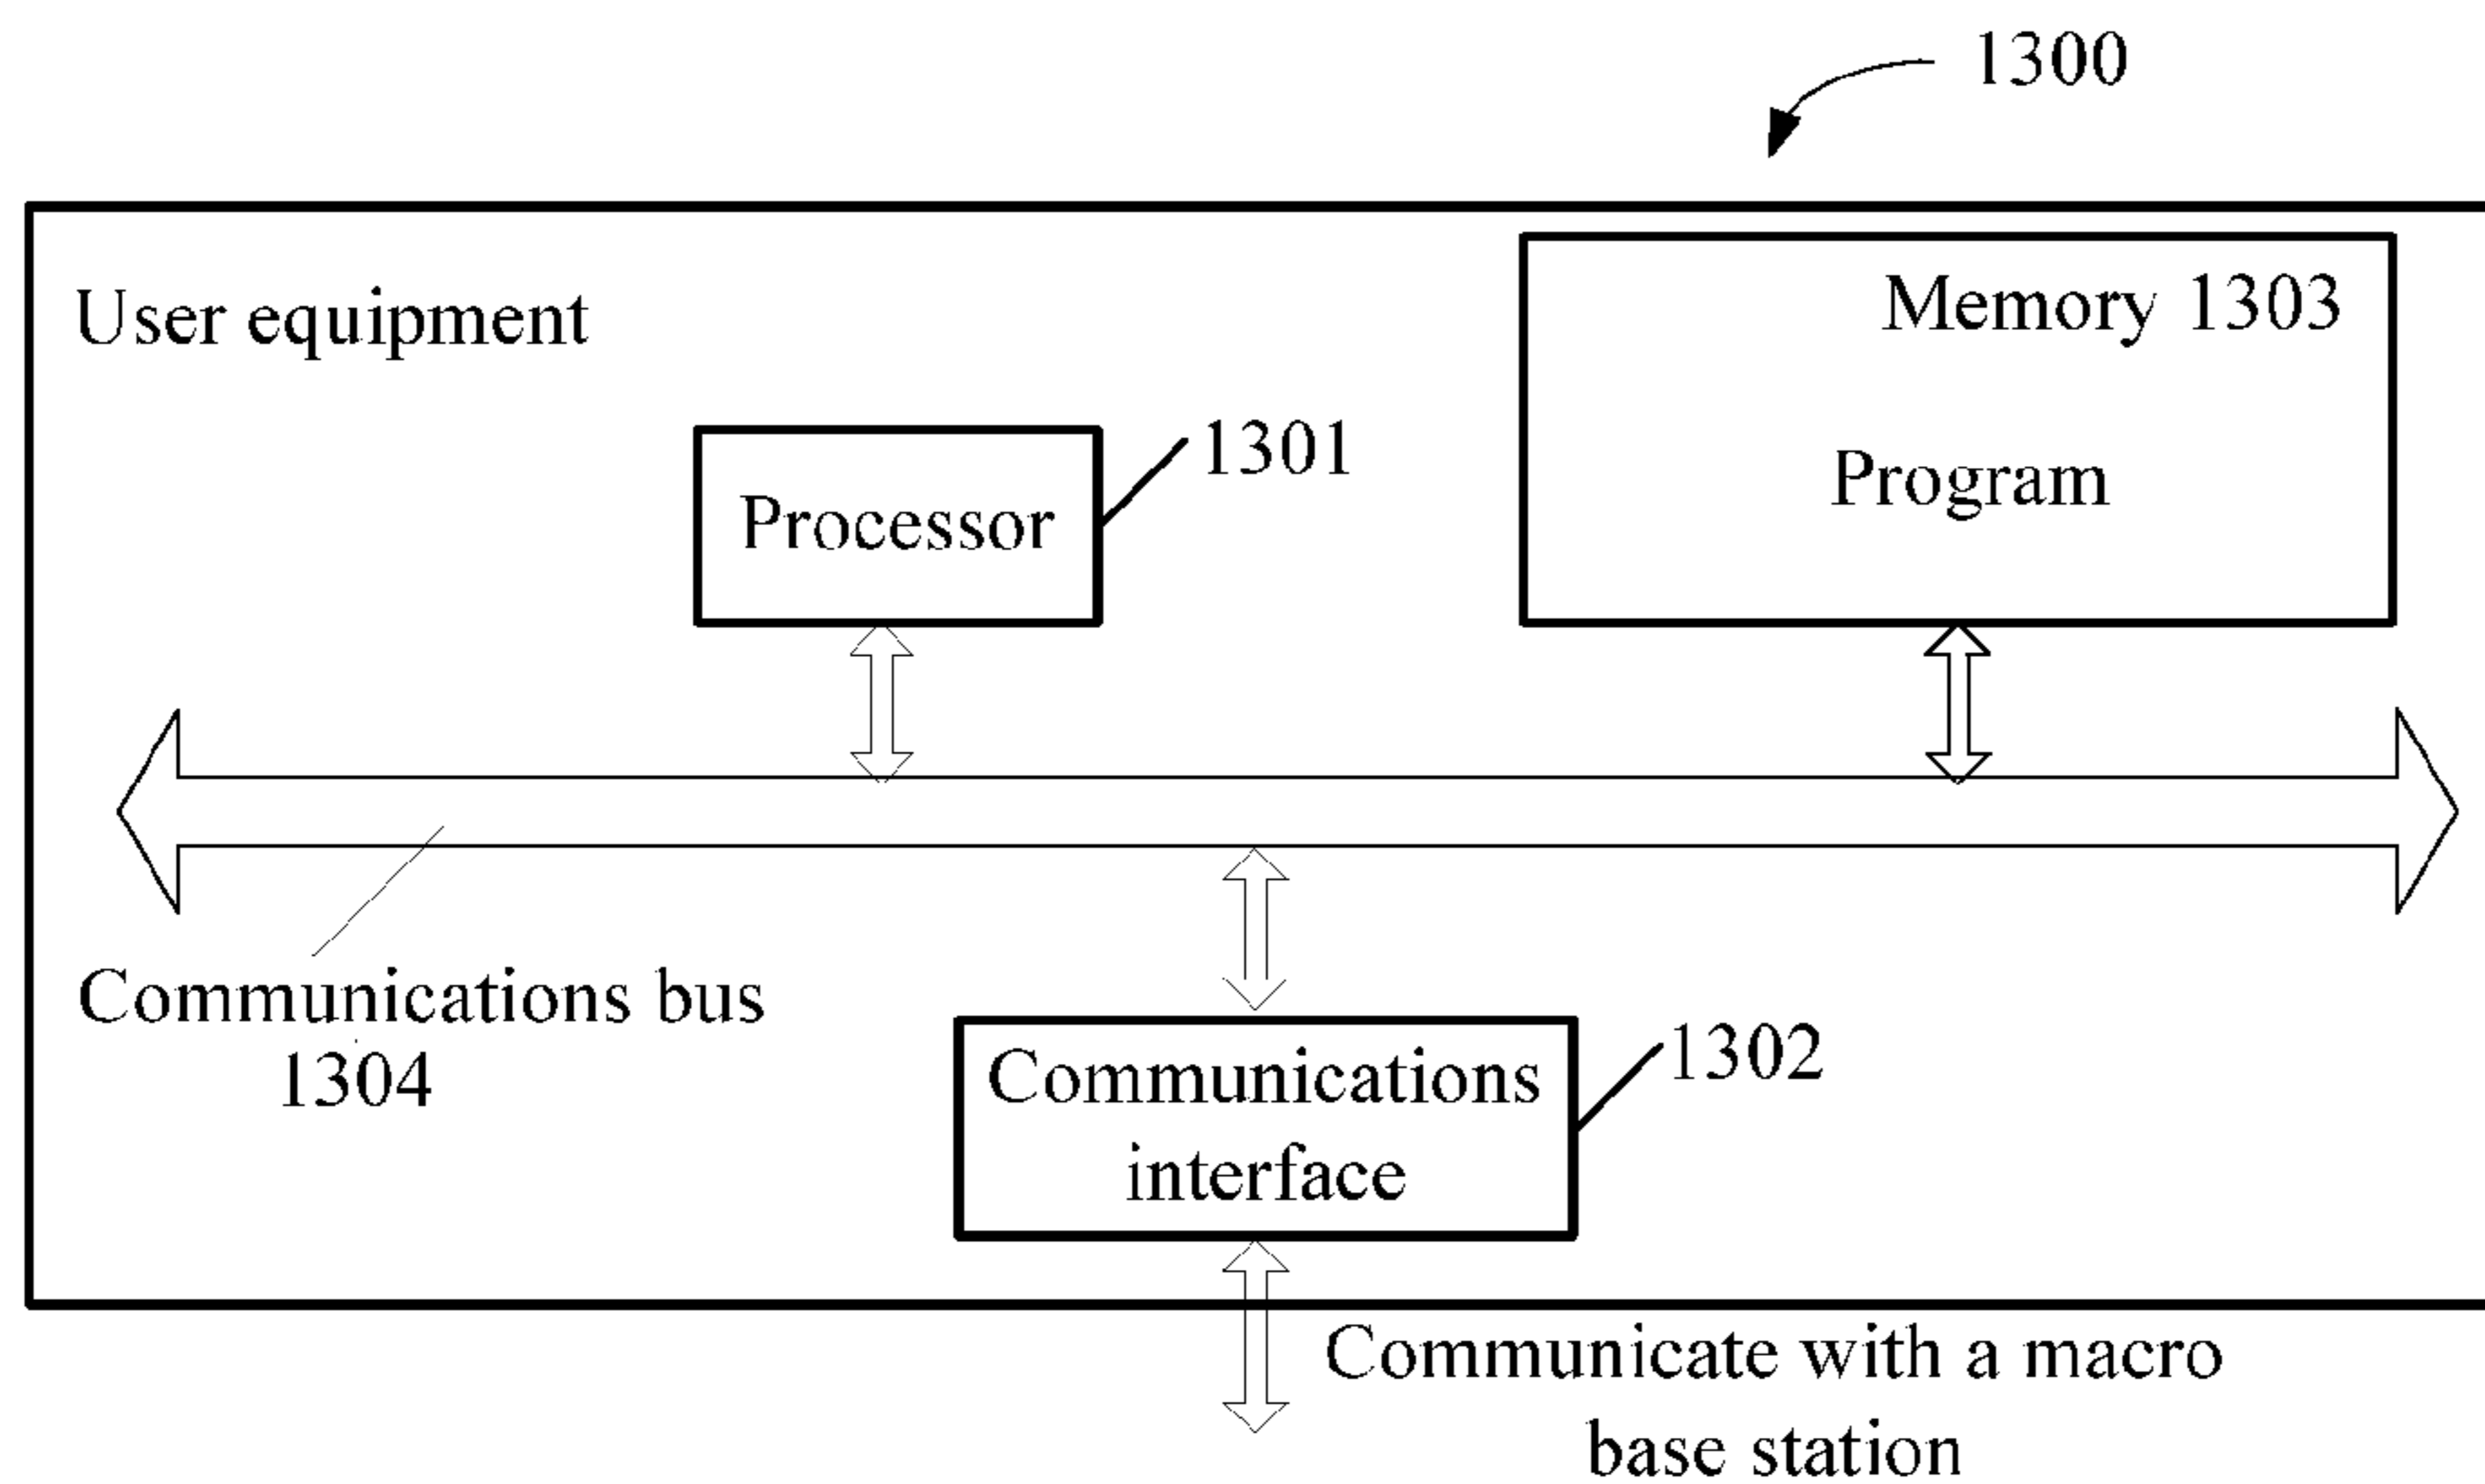 1300
User equipment
Memory 1303
Program
1301
Processor
Communications bus
1304
Communications
interface
1302
Communicate with a macro
base station